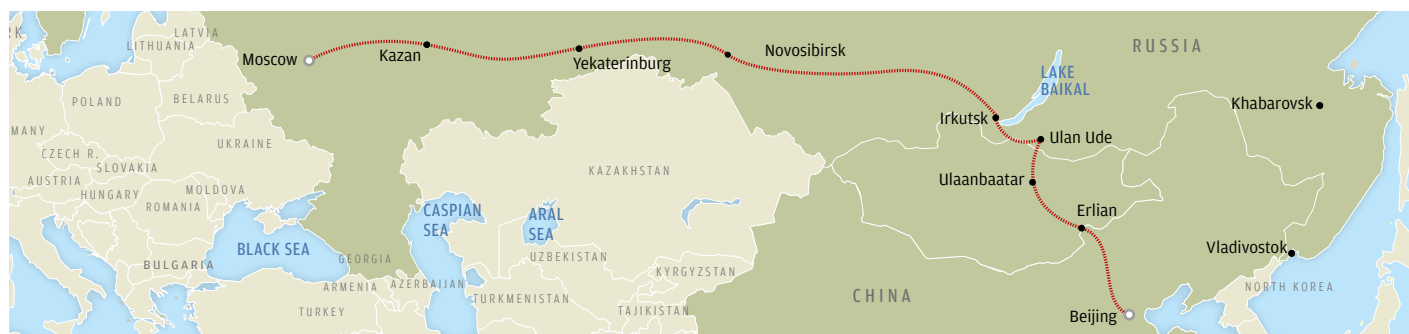 RK
LATVIA
LITHUANIA
Moscow
Kazan
Yekaterinburg
Novosibirsk
RUSSIA
LAKE
BAIKAL
POLAND
BELARUS
Khabarovsk
Irkutsk
MANY
UKRAINE
Ulan Ude
CZECH R.
SLOVAKIA
KAZAKHSTAN
AUSTRIA
Ulaanbaatar
HUNGARY
MOLDOVA
ROMANIA
CASPIAN
SEA
ARAL
SEA
Erlian
BLACK SEA
Vladivostok
BULGARIA
GEORGIA
UZBEKISTAN
KYRGYZSTAN
ARMENIA
AZERBAIJAN
TURKMENISTAN
CHINA
NORTH KOREA
TURKEY
TAJIKISTAN
Beijing